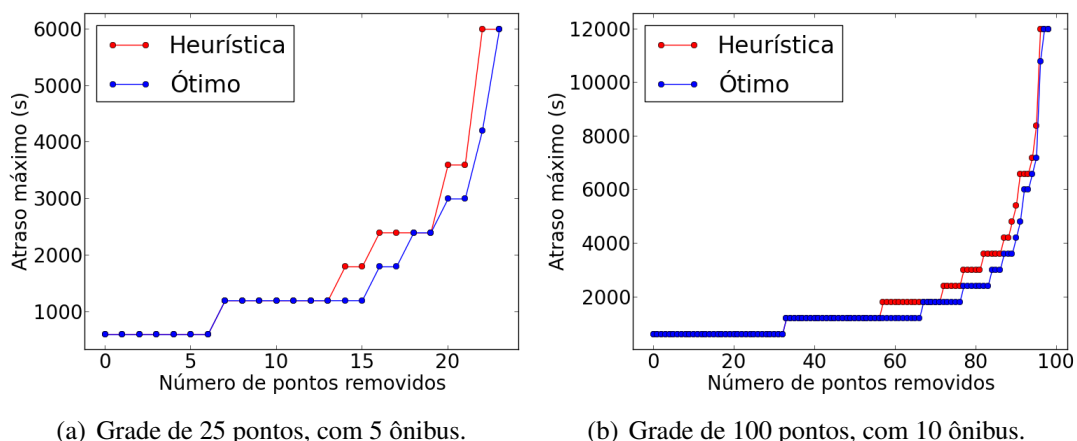 6000
5000
4000
3000
2000
1000
Atraso máximo (s)
Heurística
Ótimo
0
5
10
15
20
Número de pontos removidos
(a) Grade de 25 pontos, com 5 ônibus.
12000
10000
8000
6000
4000
2000
Atraso máximo (s)
Heurística
Ótimo
0
20
40
60
80
100
Número de pontos removidos
(b) Grade de 100 pontos, com 10 ônibus.